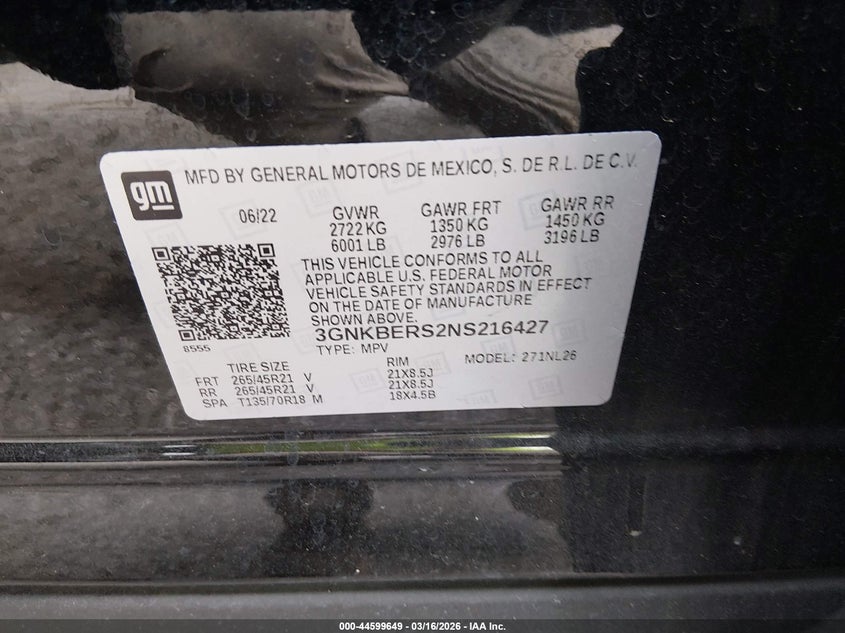 gm
MFD BY GENERAL MOTORS DE MEXICO, S. DE R.L. DE C.V.
06/22 GVWR GAWR FRT GAWR RR
2722 KG 1350 KG 1450 KG
6001 LB 2976 LB 3196 LB
THIS VEHICLE CONFORMS TO ALL
APPLICABLE U.S. FEDERAL MOTOR
VEHICLE SAFETY STANDARDS IN EFFECT
ON THE DATE OF MANUFACTURE
SHOWN ABOVE.
8555
3GNKBERS2NS216427
TYPE: MPV MODEL: 271NL26
TIRE SIZE RIM
FRT 265/45R21 V 21X8.5J
RR 265/45R21 V 21X8.5J
SPA T135/70R18 M 18X4.5B
000-44599649 - 03/16/2026 - IAA Inc.